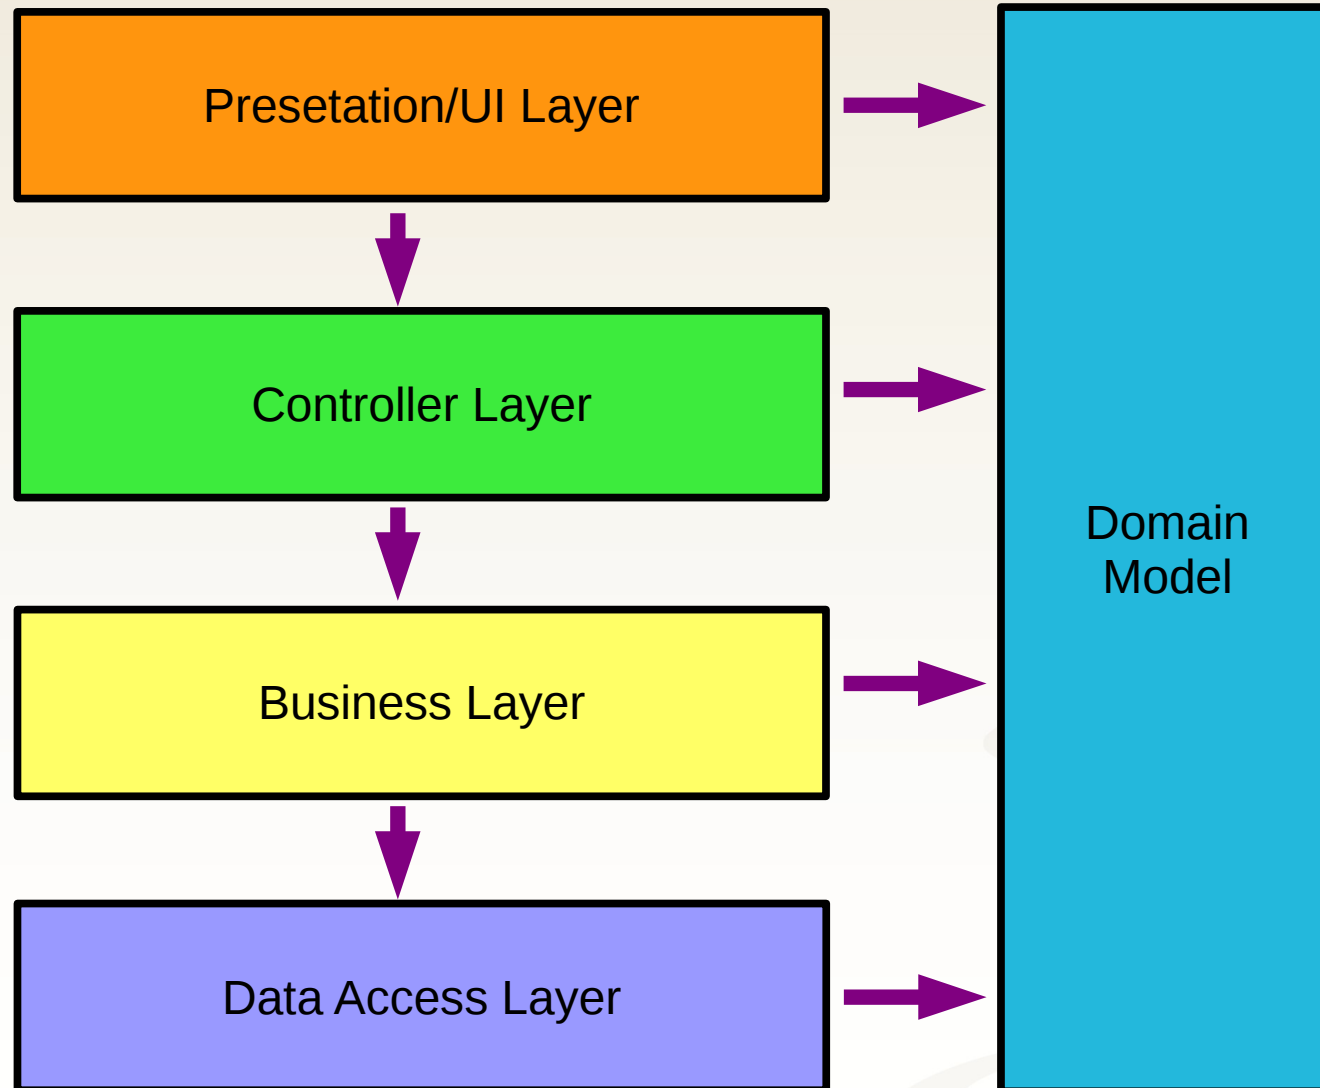 Presetation/UI Layer
Controller Layer
Domain
Model
Business Layer
Data Access Layer